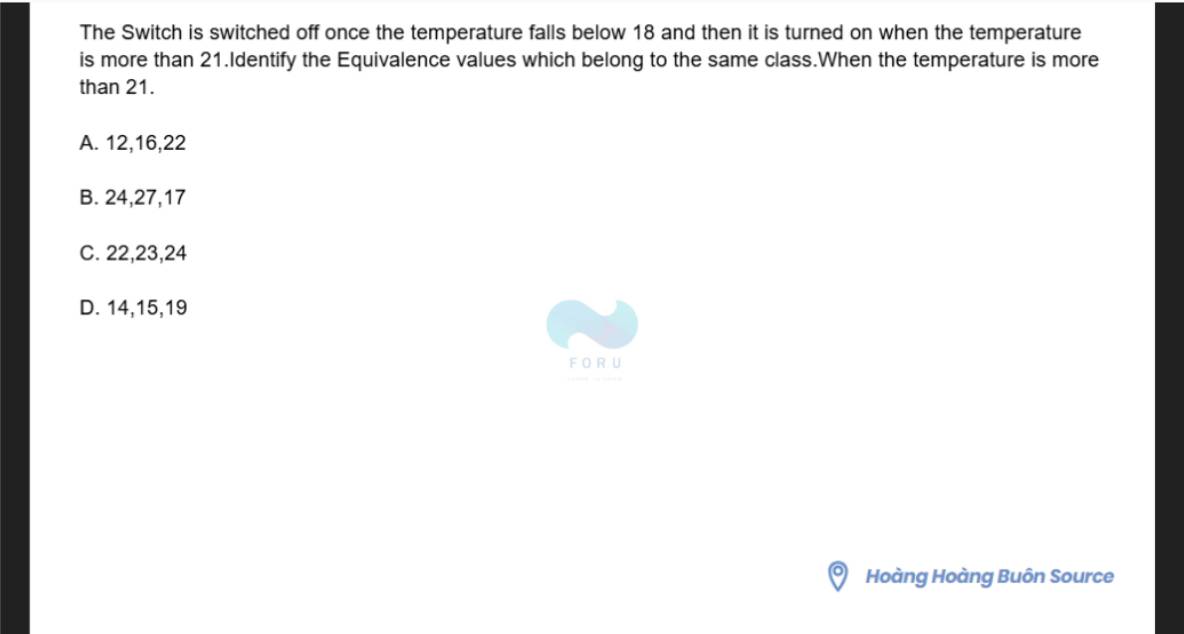 The Switch is switched off once the temperature falls below 18 and then it is turned on when the temperature
is more than 21.Identify the Equivalence values which belong to the same class.When the temperature is more
than 21.
A. 12,16,22
B. 24,27,17
C. 22,23,24
D. 14,15,19
FORU
Hoàng Hoàng Buôn Source